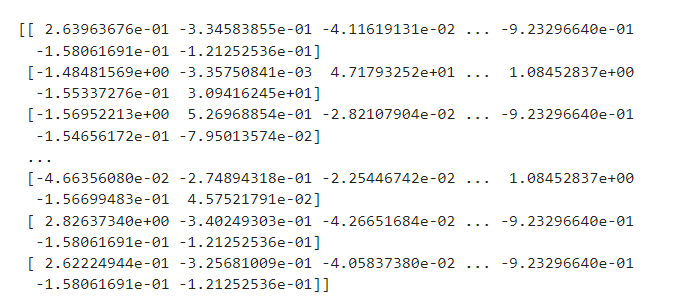 [[ 2.63963676e-01 -3.34583855e-01 -4.11619131e-02 ... -9.23296640e-01
-1.58061691e-01 -1.21252536e-01]
[-1.48481569e+00 -3.35750841e-03 4.71793252e+01 ... 1.08452837e+00
-1.55337276e-01 3.09416245e+01]
[-1.56952213e+00 5.26968854e-01 -2.82107904e-02 ... -9.23296640e-01
-1.54656172e-01 -7.95013574e-02]
...
[-4.66356080e-02 -2.74894318e-01 -2.25446742e-02 ... 1.08452837e+00
-1.56699483e-01 4.57521791e-02]
[ 2.82637340e+00 -3.40249303e-01 -4.26651684e-02 ... -9.23296640e-01
-1.58061691e-01 -1.21252536e-01]
[ 2.62224944e-01 -3.25681009e-01 -4.05837380e-02 ... -9.23296640e-01
-1.58061691e-01 -1.21252536e-01]]